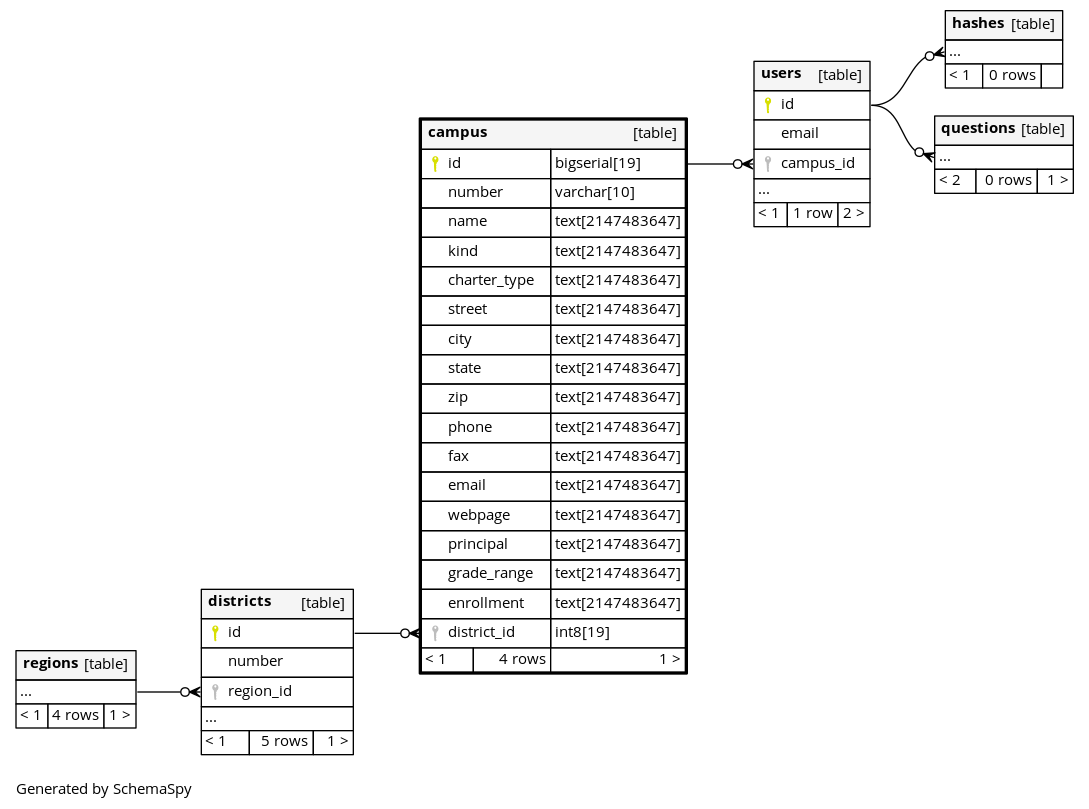 hashes [table]
...
< 1 0 rows
users [table]
id
email
campus_id
...
< 1 1 row 2 >
questions [table]
...
< 2 0 rows 1 >
campus [table]
id bigserial[19]
number varchar[10]
name text[2147483647]
kind text[2147483647]
charter_type text[2147483647]
street text[2147483647]
city text[2147483647]
state text[2147483647]
zip text[2147483647]
phone text[2147483647]
fax text[2147483647]
email text[2147483647]
webpage text[2147483647]
principal text[2147483647]
grade_range text[2147483647]
enrollment text[2147483647]
district_id int8[19]
< 1 4 rows 1 >
districts [table]
id
number
region_id
...
< 1 5 rows 1 >
regions [table]
...
< 1 4 rows 1 >
Generated by SchemaSpy